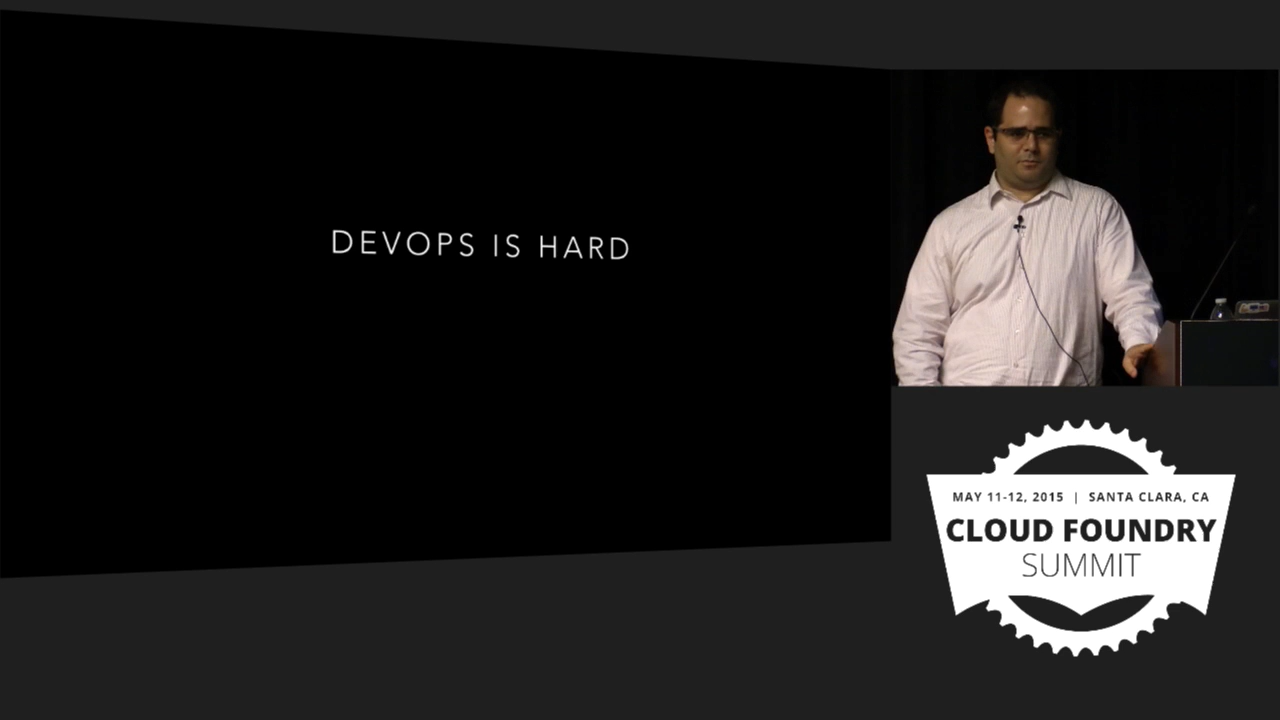 DEVOPS IS HARD
MAY 11-12, 2015 | SANTA CLARA, CA
CLOUD FOUNDRY
SUMMIT